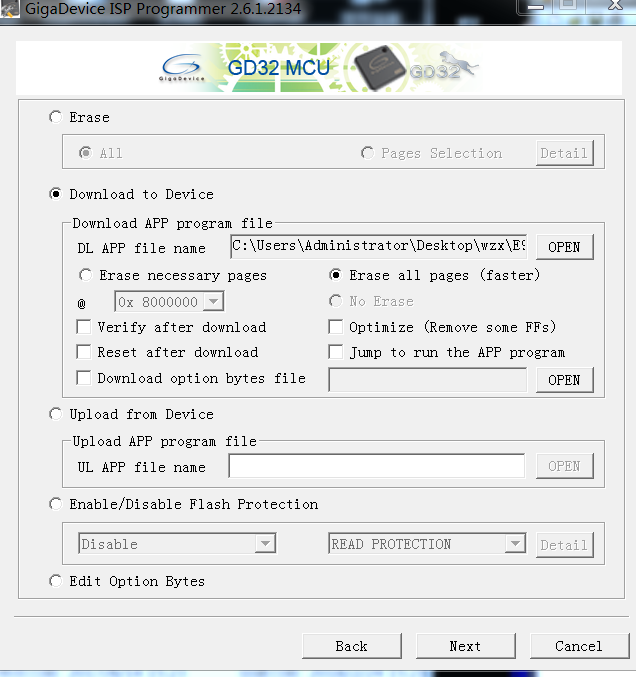 GigaDevice ISP Programmer 2.6.1.2134
GigaDevice GD32 MCU GD32
Erase
All Pages Selection Detail
Download to Device
Download APP program file
DL APP file name C:\Users\Administrator\Desktop\wzx\E9 OPEN
Erase necessary pages Erase all pages (faster)
@ 0x 8000000 No Erase
Verify after download Optimize (Remove some FFs)
Reset after download Jump to run the APP program
Download option bytes file OPEN
Upload from Device
Upload APP program file
UL APP file name OPEN
Enable/Disable Flash Protection
Disable READ PROTECTION Detail
Edit Option Bytes
Back Next Cancel